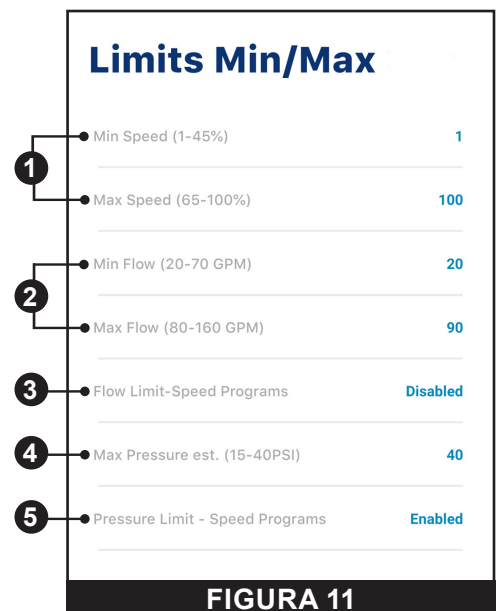 Limits Min/Max
1
Min Speed (1-45%) 1
Max Speed (65-100%) 100
2
Min Flow (20-70 GPM) 20
Max Flow (80-160 GPM) 90
3 Flow Limit-Speed Programs Disabled
4 Max Pressure est. (15-40PSI) 40
5 Pressure Limit - Speed Programs Enabled
FIGURA 11